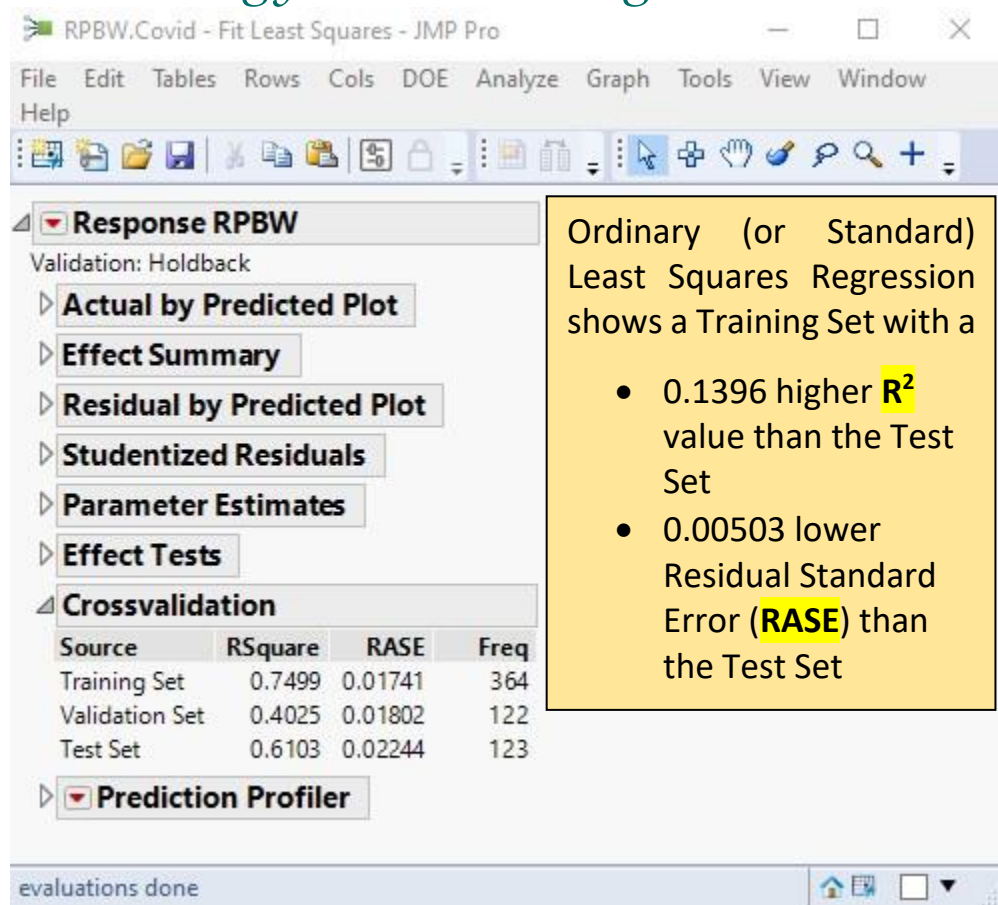 RPBW.Covid - Fit Least Squares - JMP Pro
File Edit Tables Rows Cols DOE Analyze Graph Tools View Window
Help
Response RPBW
Validation: Holdback
Actual by Predicted Plot
Effect Summary
Residual by Predicted Plot
Studentized Residuals
Parameter Estimates
Effect Tests
Crossvalidation
Source RSquare RASE Freq
Training Set 0.7499 0.01741 364
Validation Set 0.4025 0.01802 122
Test Set 0.6103 0.02244 123
Prediction Profiler
evaluations done
Ordinary (or Standard)
Least Squares Regression
shows a Training Set with a
• 0.1396 higher R²
value than the Test
Set
• 0.00503 lower
Residual Standard
Error (RASE) than
the Test Set